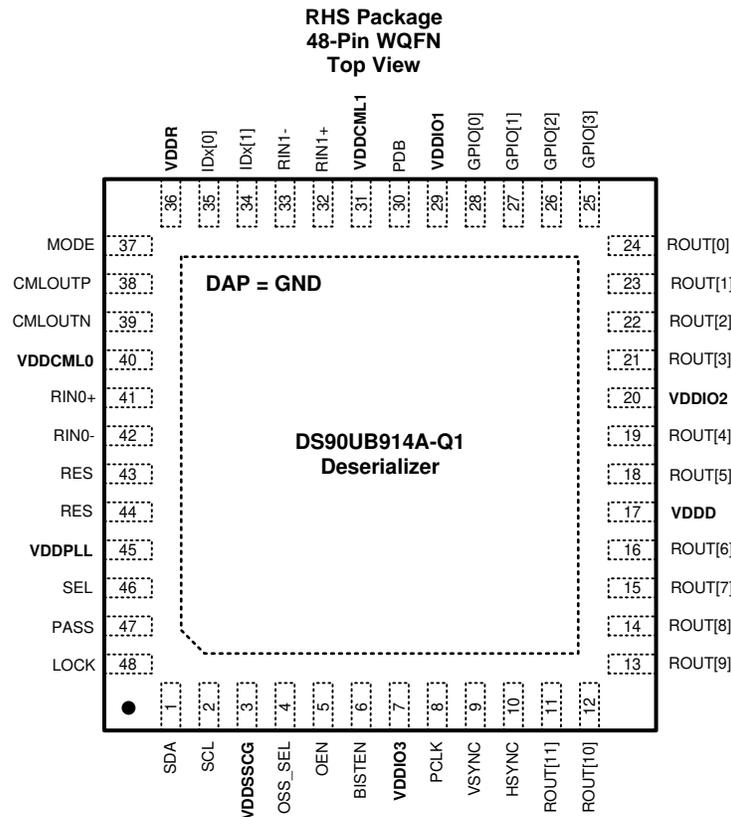 RHS Package
48-Pin WQFN
Top View
VDDR
IDx[0]
IDx[1]
RIN1-
RIN1+
VDDCML1
PDB
VDDIO1
GPIO[0]
GPIO[1]
GPIO[2]
GPIO[3]
36
35
34
33
32
31
30
29
28
27
26
25
MODE 37
CMLOUTP 38
CMLOUTN 39
VDDCML0 40
RIN0+ 41
RIN0- 42
RES 43
RES 44
VDDPLL 45
SEL 46
PASS 47
LOCK 48
DAP = GND
DS90UB914A-Q1
Deserializer
24 ROUT[0]
23 ROUT[1]
22 ROUT[2]
21 ROUT[3]
20 VDDIO2
19 ROUT[4]
18 ROUT[5]
17 VDDD
16 ROUT[6]
15 ROUT[7]
14 ROUT[8]
13 ROUT[9]
1
2
3
4
5
6
7
8
9
10
11
12
SDA
SCL
VDDSSCG
OSS_SEL
OEN
BISTEN
VDDIO3
PCLK
VSYNC
HSYNC
ROUT[11]
ROUT[10]